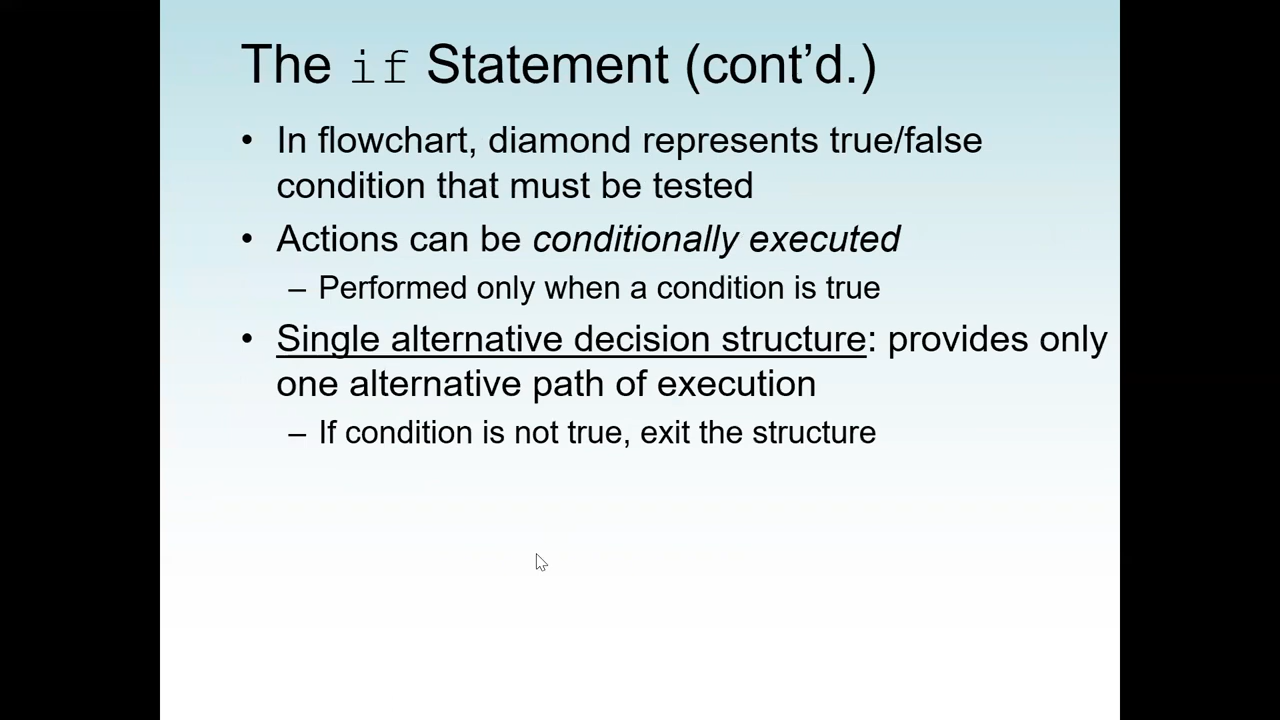 The if Statement (cont’d.)
• In flowchart, diamond represents true/false
condition that must be tested
• Actions can be conditionally executed
– Performed only when a condition is true
• Single alternative decision structure: provides only
one alternative path of execution
– If condition is not true, exit the structure